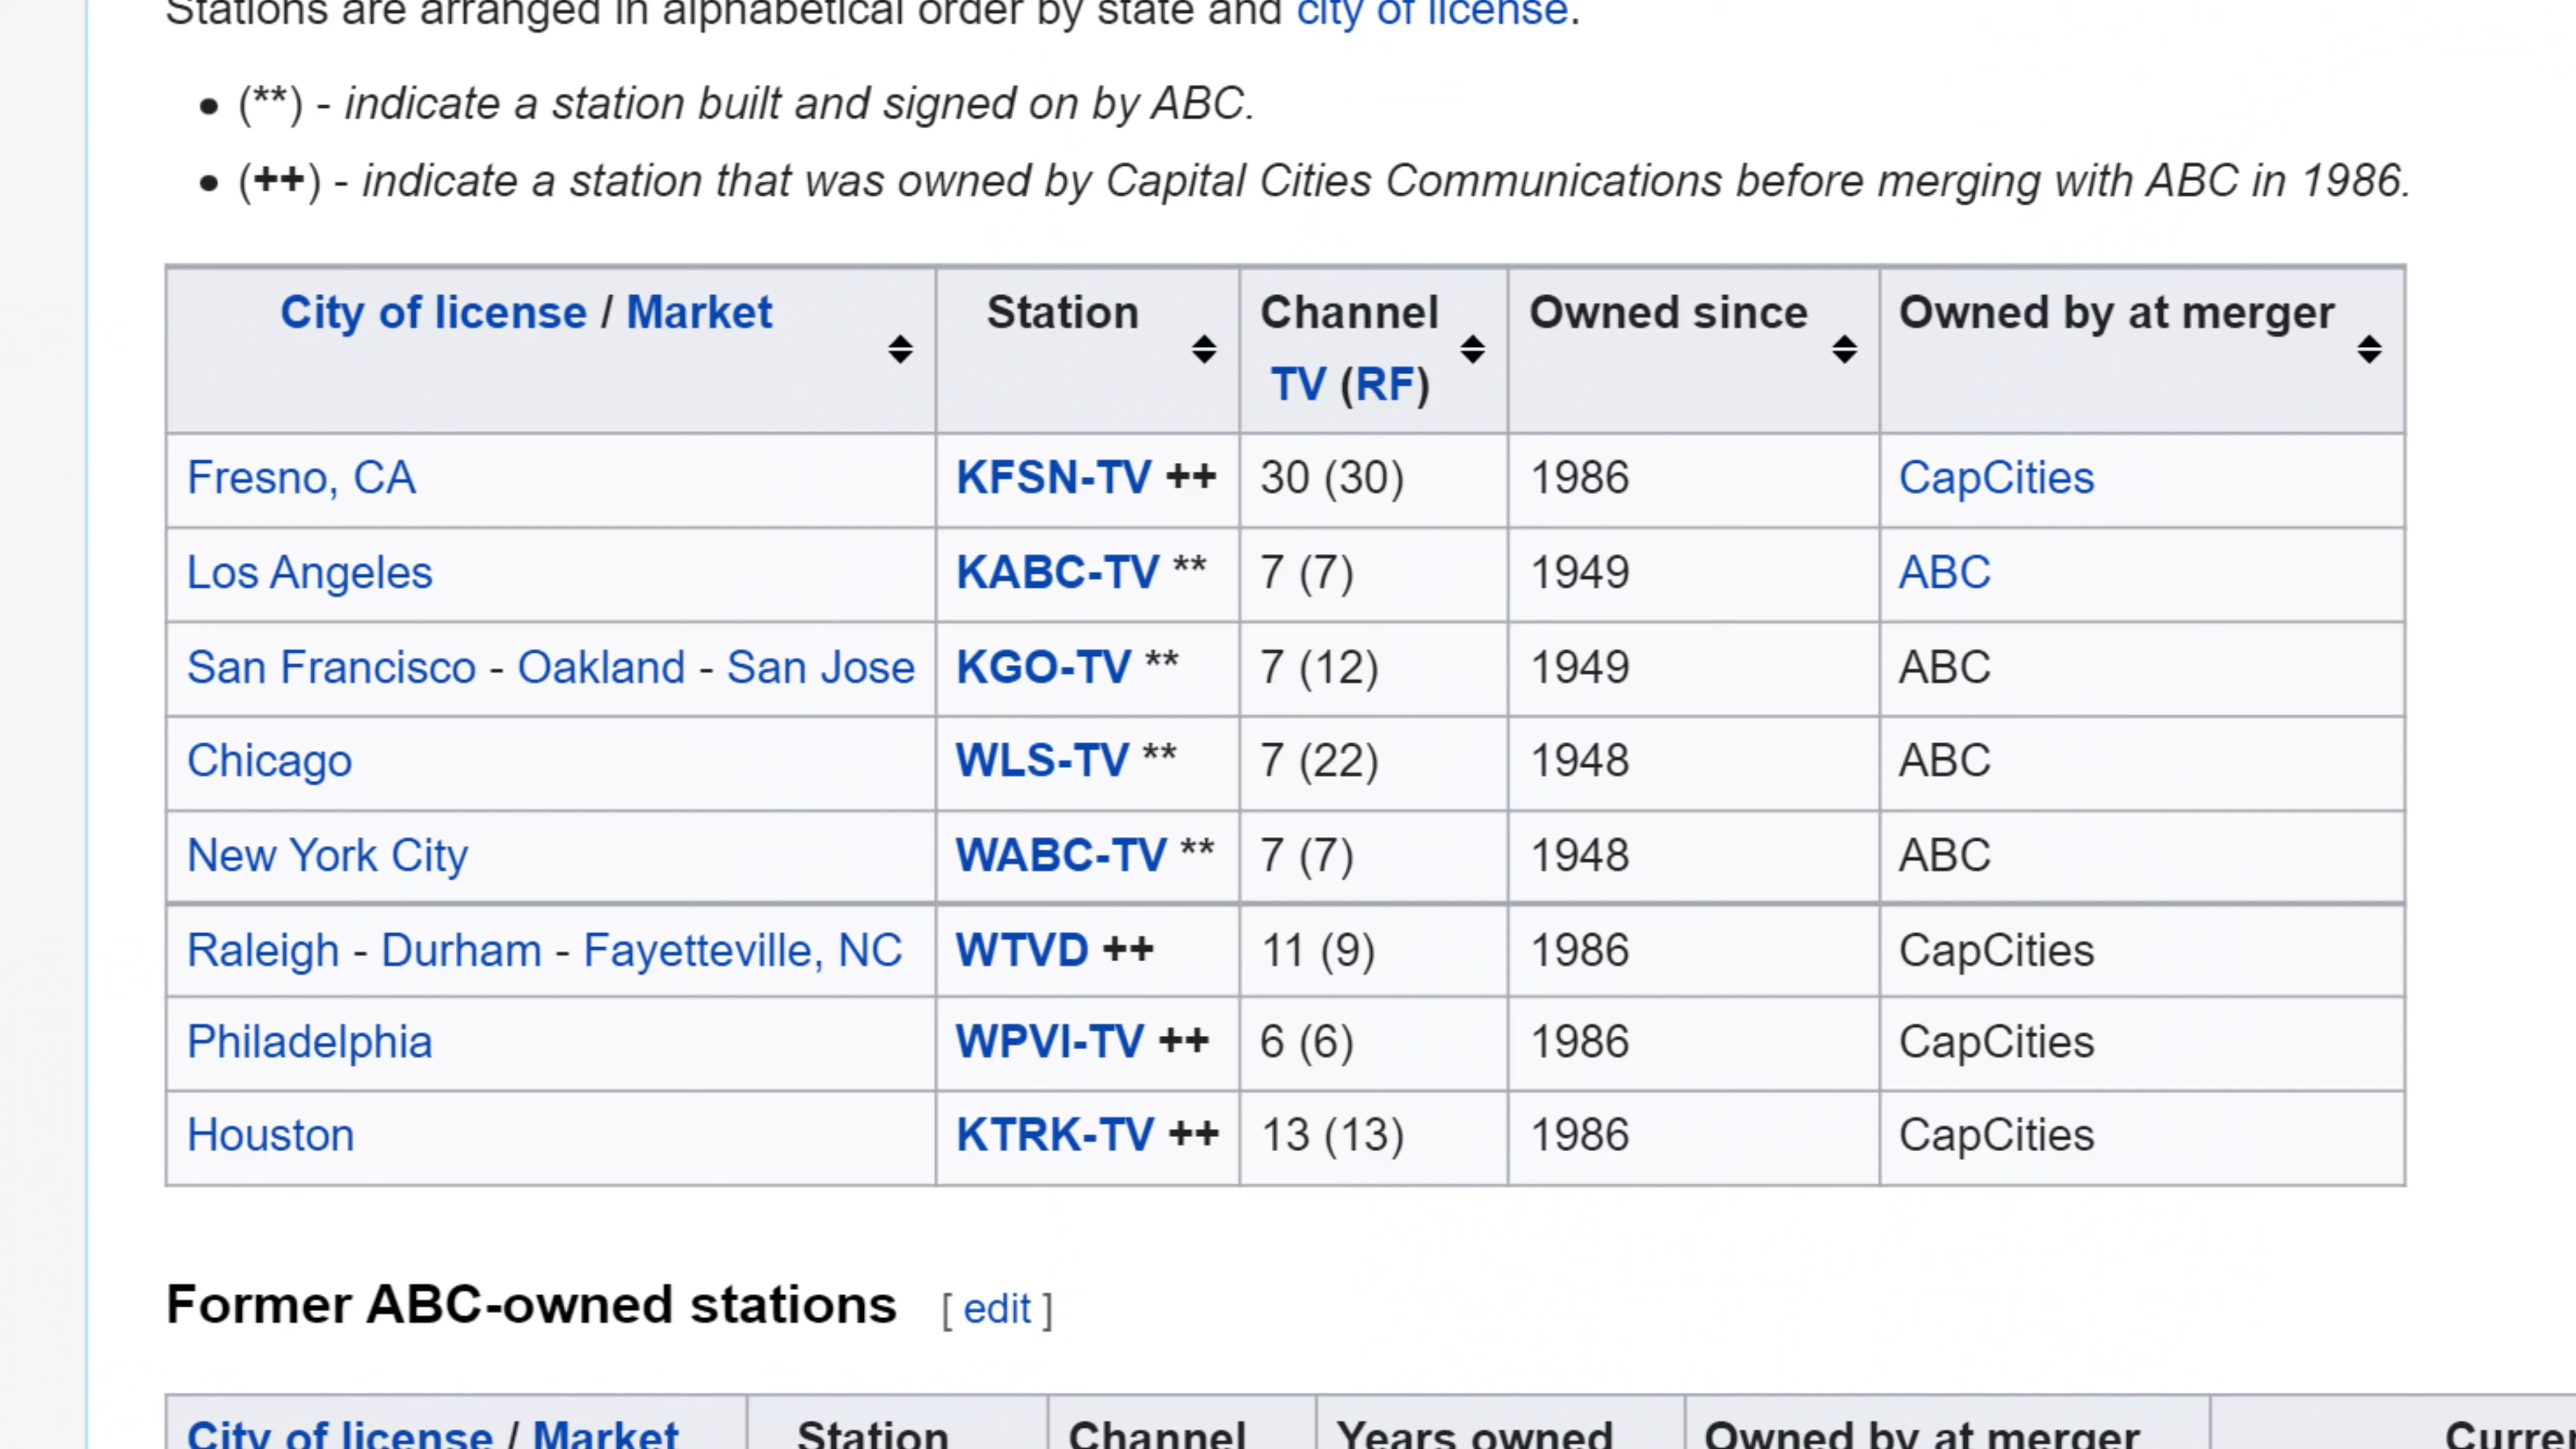 Stations are arranged in alphabetical order by state and city of license.
• (**) - indicate a station built and signed on by ABC.
• (++) - indicate a station that was owned by Capital Cities Communications before merging with ABC in 1986.
City of license / Market Station Channel TV (RF) Owned since Owned by at merger
Fresno, CA KFSN-TV ++ 30 (30) 1986 CapCities
Los Angeles KABC-TV ** 7 (7) 1949 ABC
San Francisco - Oakland - San Jose KGO-TV ** 7 (12) 1949 ABC
Chicago WLS-TV ** 7 (22) 1948 ABC
New York City WABC-TV ** 7 (7) 1948 ABC
Raleigh - Durham - Fayetteville, NC WTVD ++ 11 (9) 1986 CapCities
Philadelphia WPVI-TV ++ 6 (6) 1986 CapCities
Houston KTRK-TV ++ 13 (13) 1986 CapCities
Former ABC-owned stations [ edit ]
City of license / Market Station Channel Years owned Owned by at merger